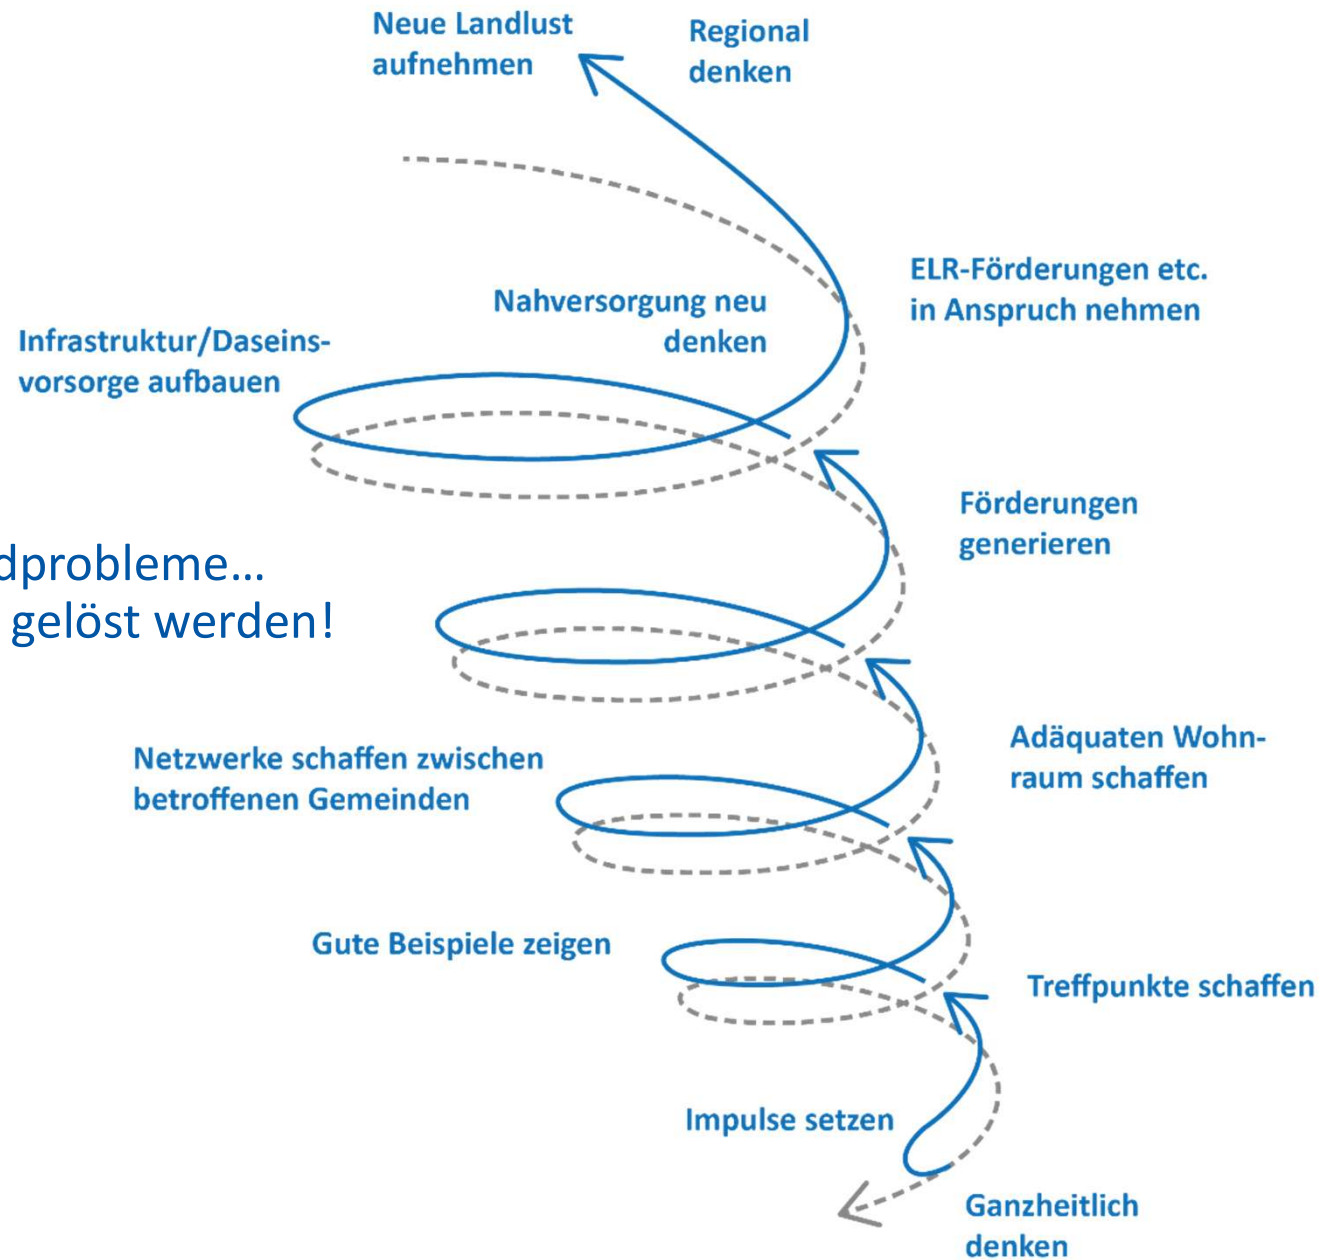 Neue Landlust
aufnehmen
Regional
denken
ELR-Förderungen etc.
in Anspruch nehmen
Nahversorgung neu
denken
Infrastruktur/Daseins-
vorsorge aufbauen
Förderungen
generieren
dprobleme…
gelöst werden!
Netzwerke schaffen zwischen
betroffenen Gemeinden
Adäquaten Wohn-
raum schaffen
Gute Beispiele zeigen
Treffpunkte schaffen
Impulse setzen
Ganzheitlich
denken